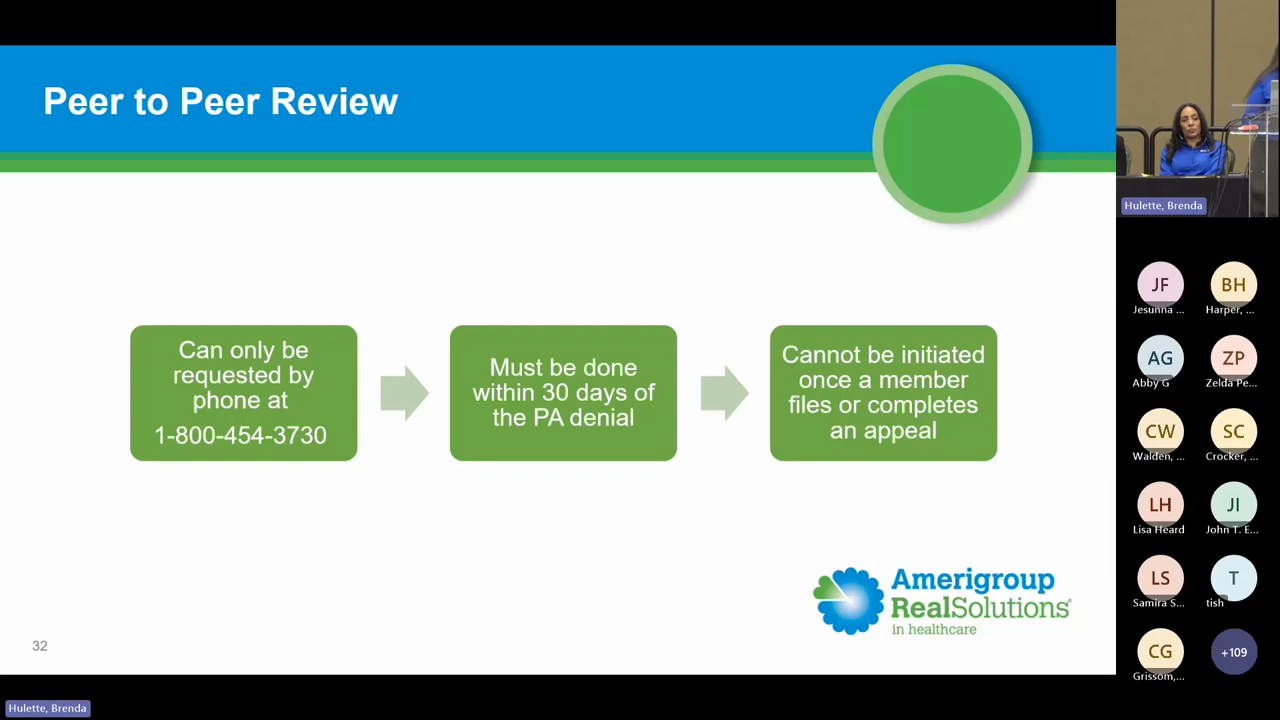 Peer to Peer Review
Can only be
requested by
phone at
1-800-454-3730
Must be done
within 30 days of
the PA denial
Cannot be initiated
once a member
files or completes
an appeal
Amerigroup
RealSolutions®
in healthcare
32
Hulette, Brenda
Hulette, Brenda
JF
BH
Jesunna ...
Harper, ...
AG
ZP
Abby G
Zelda Pe...
CW
SC
Walden, ...
Crocker, ...
LH
JI
Lisa Heard
John T. E...
LS
T
Samira S...
tish
CG
+109
Grissom,...